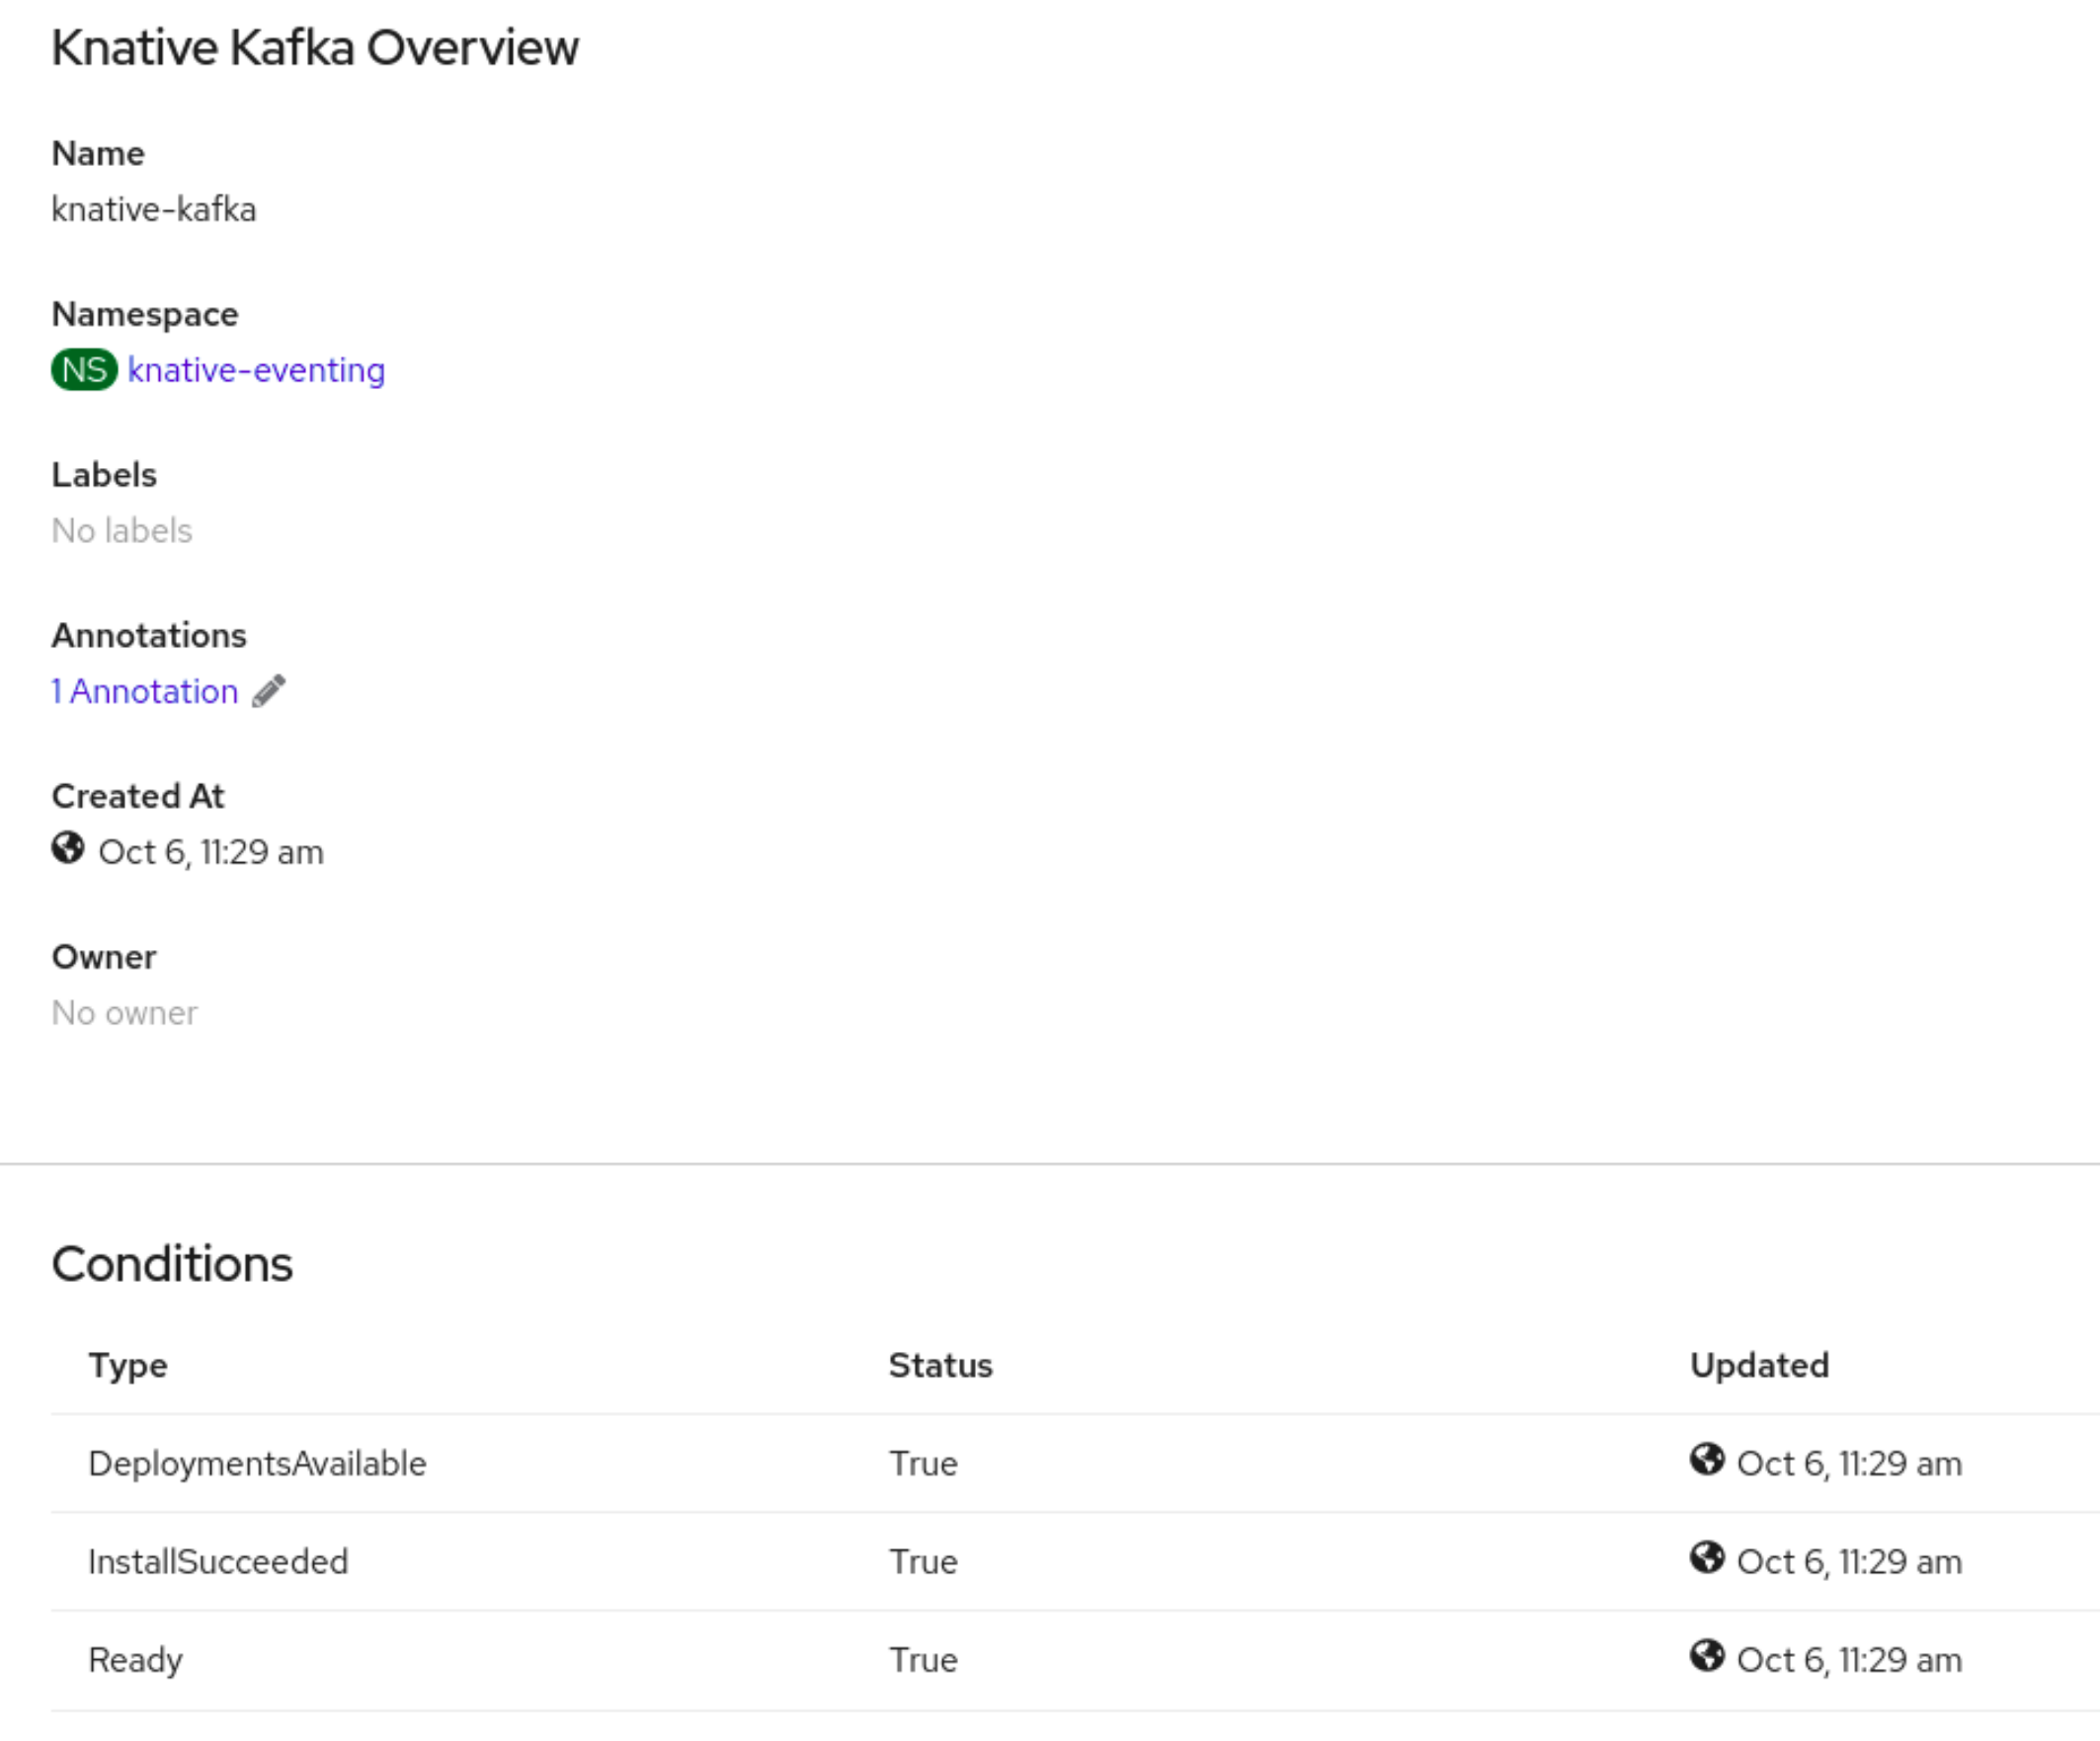 Knative Kafka Overview
Name
knative-kafka
Namespace
NS knative-eventing
Labels
No labels
Annotations
1 Annotation
Created At
Oct 6, 11:29 am
Owner
No owner
Conditions
Type Status Updated
DeploymentsAvailable True Oct 6, 11:29 am
InstallSucceeded True Oct 6, 11:29 am
Ready True Oct 6, 11:29 am